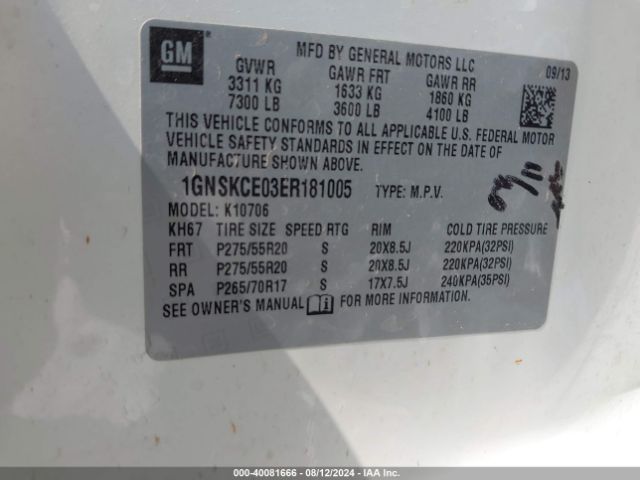 GM
MFD BY GENERAL MOTORS LLC
09/13
GVWR GAWR FRT GAWR RR
3311 KG 1633 KG 1860 KG
7300 LB 3600 LB 4100 LB
THIS VEHICLE CONFORMS TO ALL APPLICABLE U.S. FEDERAL MOTOR
VEHICLE SAFETY STANDARDS IN EFFECT ON THE DATE OF
MANUFACTURE SHOWN ABOVE.
1GNSKCE03ER181005 TYPE: M.P.V.
MODEL: K10706
KH67 TIRE SIZE SPEED RTG RIM COLD TIRE PRESSURE
FRT P275/55R20 S 20X8.5J 220KPA(32PSI)
RR P275/55R20 S 20X8.5J 220KPA(32PSI)
SPA P265/70R17 S 17X7.5J 240KPA(35PSI)
SEE OWNER'S MANUAL FOR MORE INFORMATION.
000-40081666 - 08/12/2024 - IAA Inc.